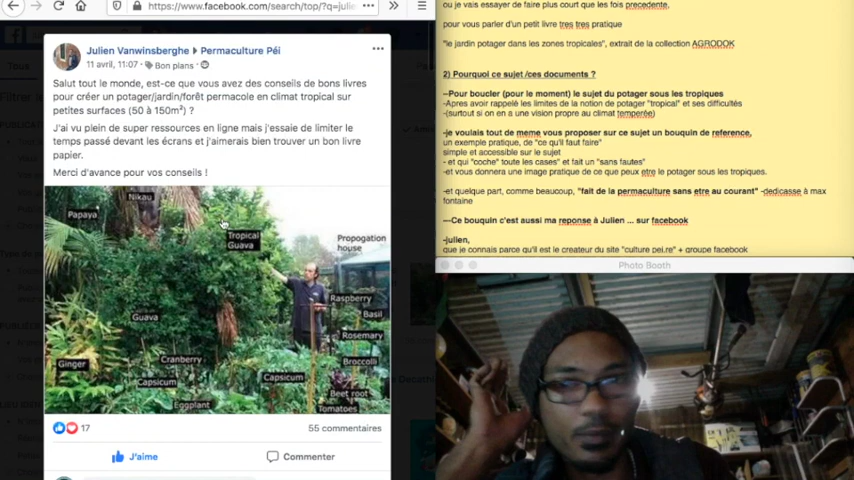 https://www.facebook.com/search/top/?q=julie
Julien Vanwinsberghe ▸ Permaculture Péi
11 avril, 11:07 · Bon plans ·
Salut tout le monde, est-ce que vous avez des conseils de bons livres
pour créer un potager/jardin/forêt permacole en climat tropical sur
petites surfaces (50 à 150m²) ?
J'ai vu plein de super ressources en ligne mais j'essaie de limiter le
temps passé devant les écrans et j'aimerais bien trouver un bon livre
papier.
Merci d'avance pour vos conseils !
Nikau
Papaya
Tropical
Guava
Propogation
house
Raspberry
Basil
Guava
Rosemary
Cranberry
Broccolli
Ginger
Capsicum
Capsicum
Beet root
Eggplant
Tomatoes
17
55 commentaires
J'aime
Commenter
ou je vais essayer de faire plus court que les fois precedente,
pour vous parler d'un petit livre tres tres pratique
"le jardin potager dans les zones tropicales", extrait de la collection AGRODOK
2) Pourquoi ce sujet /ces documents ?
--Pour boucler (pour le moment) le sujet du potager sous les tropiques
-Apres avoir rappelé les limites de la notion de potager "tropical" et ses difficultés
-(surtout si on en a une vision propre au climat temperée)
-je voulais tout de meme vous proposer sur ce sujet un bouquin de reference,
un exemple pratique, de "ce qu'il faut faire"
simple et accessible sur le sujet
- et qui "coche" toute les cases" et fait un "sans fautes"
-et vous donnera une image pratique de ce que peux etre le potager sous les tropiques.
-et quelque part, comme beaucoup, "fait de la permaculture sans etre au courant" -dedicasse à max
fontaine
---Ce bouquin c'est aussi ma reponse à Julien ... sur facebook
-julien,
que je connais parce qu'il est le createur du site "culture pei.re" + groupe facebook
Photo Booth